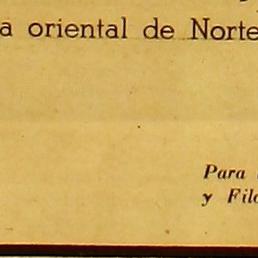 a oriental de Norte
Para
y Filo